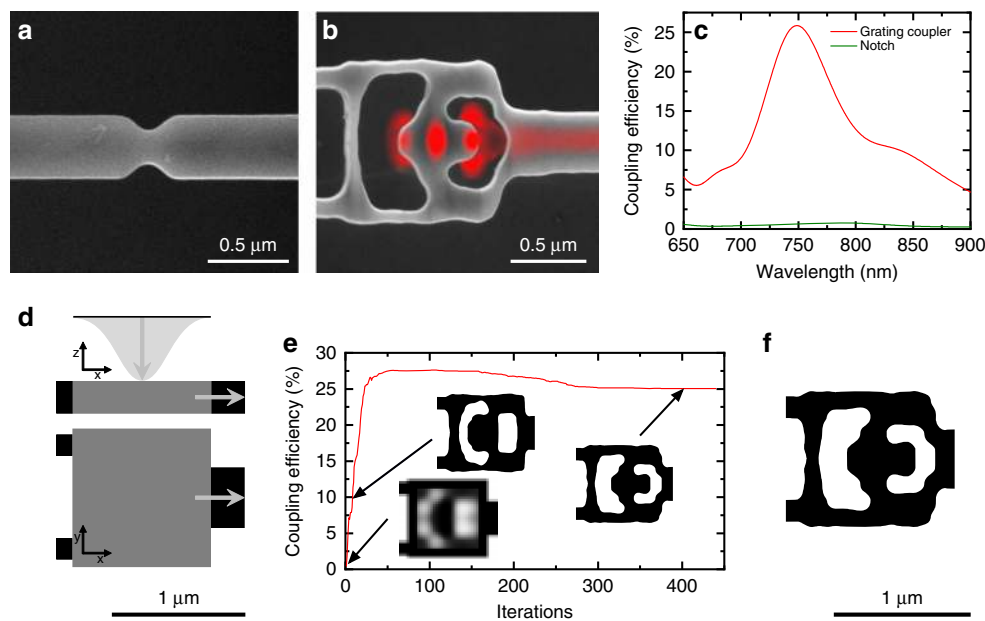 a
0.5 μm
b
0.5 μm
c
Coupling efficiency (%)
25
20
15
10
5
0
Grating coupler
Notch
650 700 750 800 850 900
Wavelength (nm)
d
z
x
y
x
1 μm
e
Coupling efficiency (%)
30
25
20
15
10
5
0
0 100 200 300 400
Iterations
f
1 μm